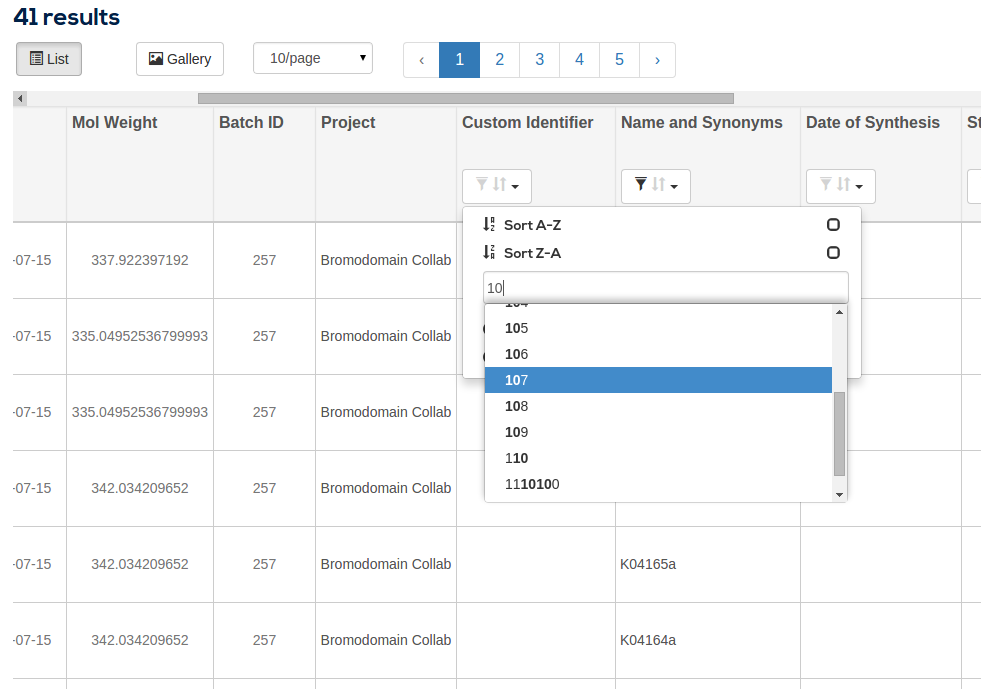 41 results
List Gallery 10/page ‹ 1 2 3 4 5 ›
Mol Weight Batch ID Project Custom Identifier Name and Synonyms Date of Synthesis St
Sort A-Z
Sort Z-A
-07-15 337.922397192 257 Bromodomain Collab
10
104
105
-07-15 335.04952536799993 257 Bromodomain Collab
106
107
108
-07-15 335.04952536799993 257 Bromodomain Collab
109
110
1110100
-07-15 342.034209652 257 Bromodomain Collab
-07-15 342.034209652 257 Bromodomain Collab K04165a
-07-15 342.034209652 257 Bromodomain Collab K04164a